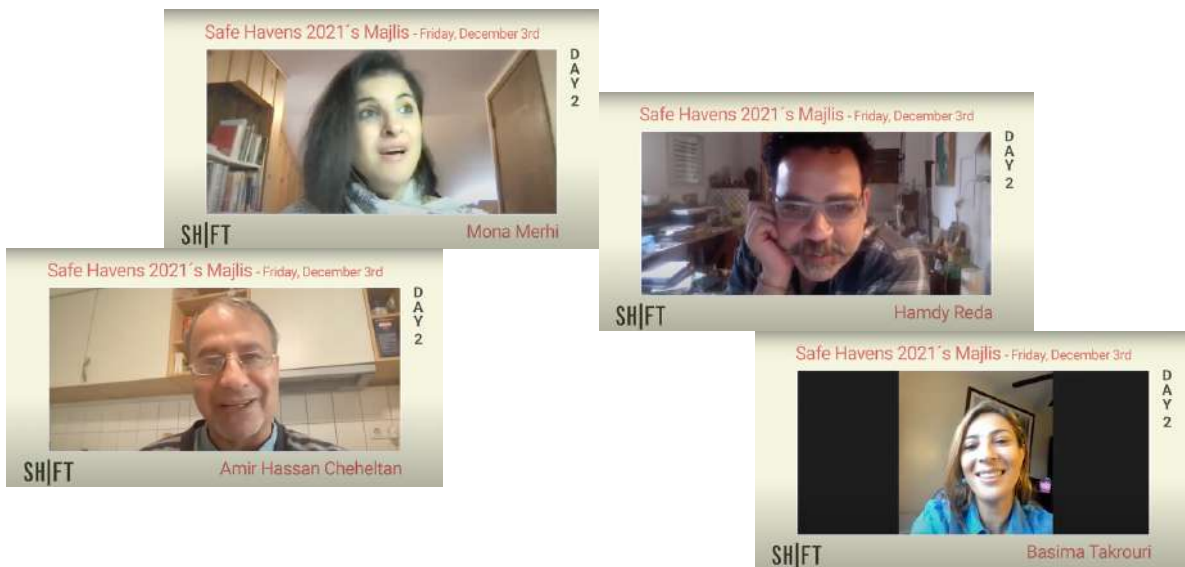 Safe Havens 2021´s Majlis - Friday, December 3rd
DAY 2
SH|FT
Mona Merhi
Safe Havens 2021´s Majlis - Friday, December 3rd
DAY 2
SH|FT
Hamdy Reda
Safe Havens 2021´s Majlis - Friday, December 3rd
DAY 2
SH|FT
Amir Hassan Cheheltan
Safe Havens 2021´s Majlis - Friday, December 3rd
DAY 2
SH|FT
Basima Takrouri